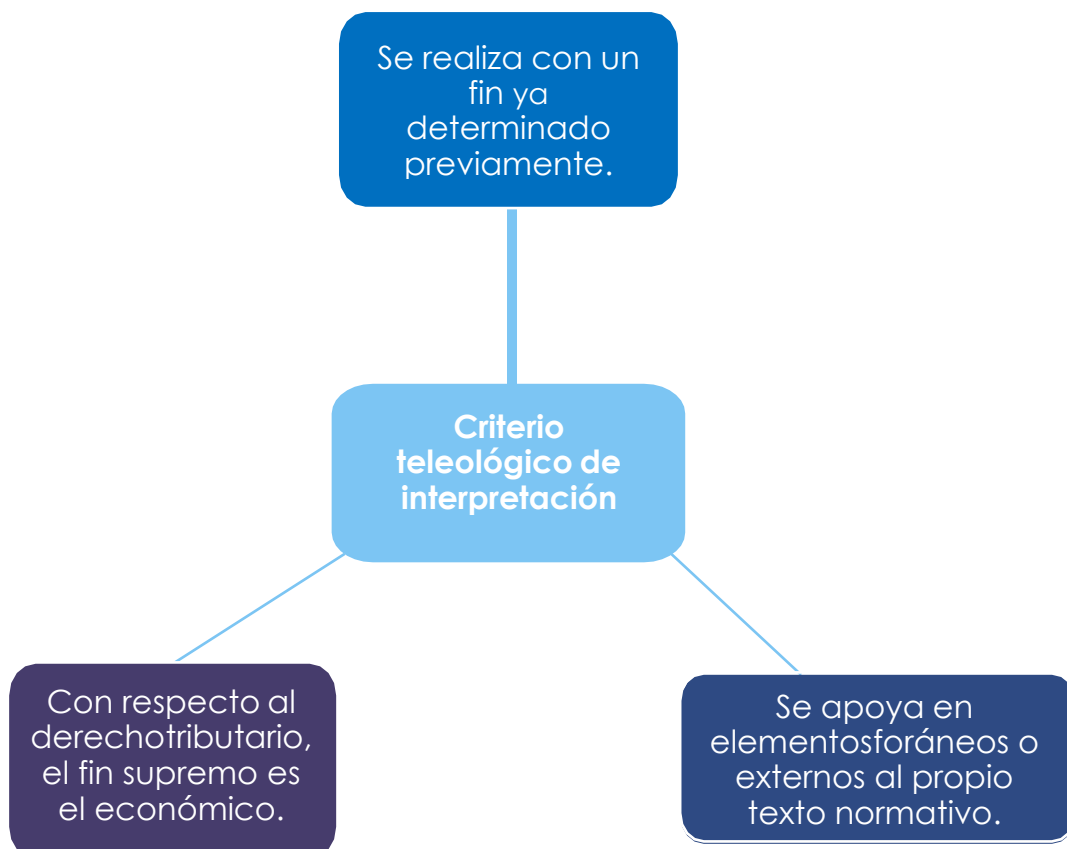 Se realiza con un
fin ya
determinado
previamente.
Criterio
teleológico de
interpretación
Con respecto al
derechotributario,
el fin supremo es
el económico.
Se apoya en
elementosforáneos o
externos al propio
texto normativo.